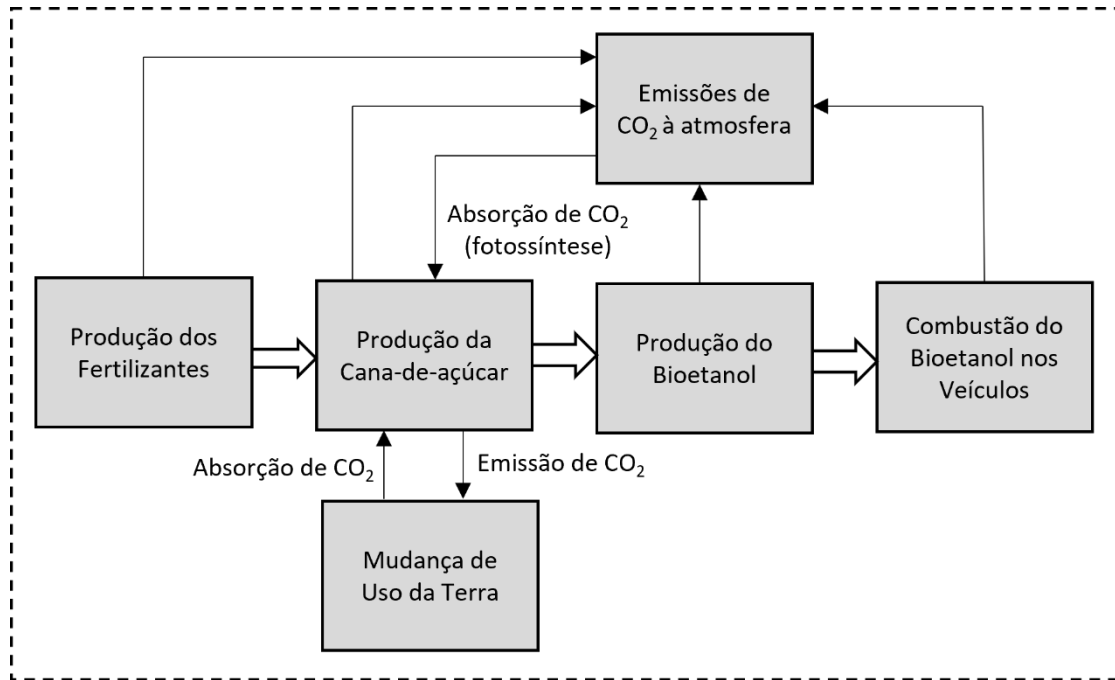 Emissões de
CO₂ à atmosfera
Absorção de CO₂
(fotossíntese)
Produção dos
Fertilizantes
Produção da
Cana-de-açúcar
Produção do
Bioetanol
Combustão do
Bioetanol nos
Veículos
Absorção de CO₂
Emissão de CO₂
Mudança de
Uso da Terra